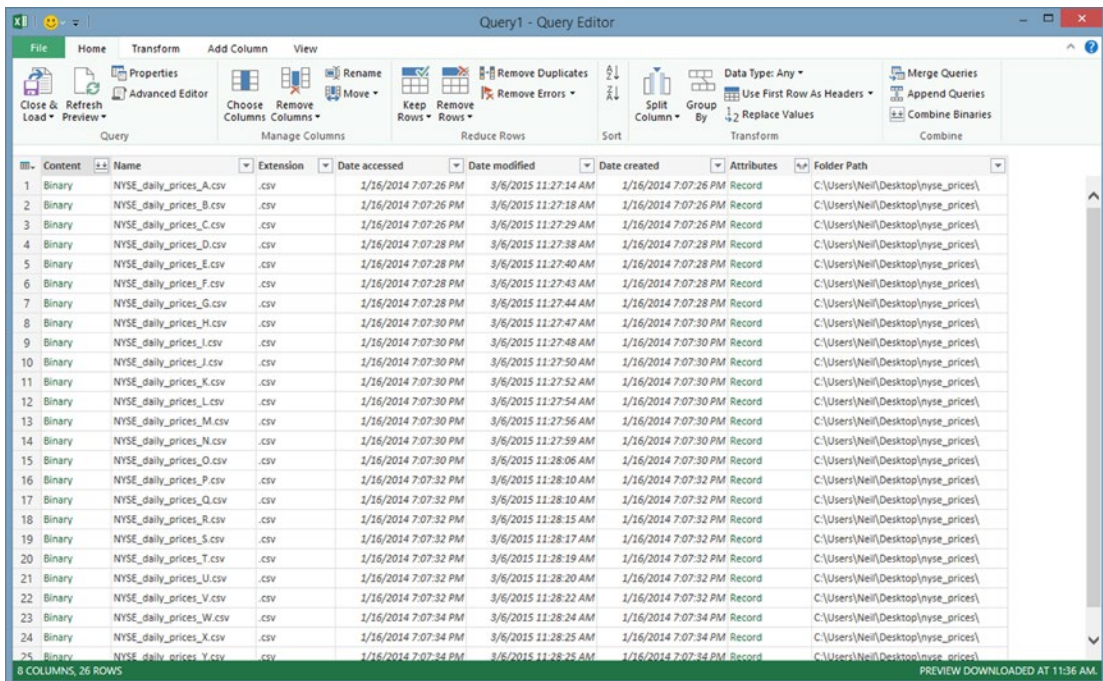 Query1 - Query Editor
File Home Transform Add Column View
Close & Load Refresh Preview Properties Advanced Editor Choose Columns Remove Columns Rename Move Keep Rows Remove Rows Remove Duplicates Remove Errors Split Column Group By Data Type: Any Use First Row As Headers Replace Values Merge Queries Append Queries Combine Binaries
Query Manage Columns Reduce Rows Sort Transform Combine
Content Name Extension Date accessed Date modified Date created Attributes Folder Path
1 Binary NYSE_daily_prices_A.csv .csv 1/16/2014 7:07:26 PM 3/6/2015 11:27:14 AM 1/16/2014 7:07:26 PM Record C:\Users\Neil\Desktop\nyse_prices\
2 Binary NYSE_daily_prices_B.csv .csv 1/16/2014 7:07:26 PM 3/6/2015 11:27:18 AM 1/16/2014 7:07:26 PM Record C:\Users\Neil\Desktop\nyse_prices\
3 Binary NYSE_daily_prices_C.csv .csv 1/16/2014 7:07:26 PM 3/6/2015 11:27:29 AM 1/16/2014 7:07:26 PM Record C:\Users\Neil\Desktop\nyse_prices\
4 Binary NYSE_daily_prices_D.csv .csv 1/16/2014 7:07:28 PM 3/6/2015 11:27:38 AM 1/16/2014 7:07:28 PM Record C:\Users\Neil\Desktop\nyse_prices\
5 Binary NYSE_daily_prices_E.csv .csv 1/16/2014 7:07:28 PM 3/6/2015 11:27:40 AM 1/16/2014 7:07:28 PM Record C:\Users\Neil\Desktop\nyse_prices\
6 Binary NYSE_daily_prices_F.csv .csv 1/16/2014 7:07:28 PM 3/6/2015 11:27:43 AM 1/16/2014 7:07:28 PM Record C:\Users\Neil\Desktop\nyse_prices\
7 Binary NYSE_daily_prices_G.csv .csv 1/16/2014 7:07:28 PM 3/6/2015 11:27:44 AM 1/16/2014 7:07:28 PM Record C:\Users\Neil\Desktop\nyse_prices\
8 Binary NYSE_daily_prices_H.csv .csv 1/16/2014 7:07:30 PM 3/6/2015 11:27:47 AM 1/16/2014 7:07:30 PM Record C:\Users\Neil\Desktop\nyse_prices\
9 Binary NYSE_daily_prices_I.csv .csv 1/16/2014 7:07:30 PM 3/6/2015 11:27:48 AM 1/16/2014 7:07:30 PM Record C:\Users\Neil\Desktop\nyse_prices\
10 Binary NYSE_daily_prices_J.csv .csv 1/16/2014 7:07:30 PM 3/6/2015 11:27:50 AM 1/16/2014 7:07:30 PM Record C:\Users\Neil\Desktop\nyse_prices\
11 Binary NYSE_daily_prices_K.csv .csv 1/16/2014 7:07:30 PM 3/6/2015 11:27:52 AM 1/16/2014 7:07:30 PM Record C:\Users\Neil\Desktop\nyse_prices\
12 Binary NYSE_daily_prices_L.csv .csv 1/16/2014 7:07:30 PM 3/6/2015 11:27:54 AM 1/16/2014 7:07:30 PM Record C:\Users\Neil\Desktop\nyse_prices\
13 Binary NYSE_daily_prices_M.csv .csv 1/16/2014 7:07:30 PM 3/6/2015 11:27:56 AM 1/16/2014 7:07:30 PM Record C:\Users\Neil\Desktop\nyse_prices\
14 Binary NYSE_daily_prices_N.csv .csv 1/16/2014 7:07:30 PM 3/6/2015 11:27:59 AM 1/16/2014 7:07:30 PM Record C:\Users\Neil\Desktop\nyse_prices\
15 Binary NYSE_daily_prices_O.csv .csv 1/16/2014 7:07:30 PM 3/6/2015 11:28:06 AM 1/16/2014 7:07:30 PM Record C:\Users\Neil\Desktop\nyse_prices\
16 Binary NYSE_daily_prices_P.csv .csv 1/16/2014 7:07:32 PM 3/6/2015 11:28:10 AM 1/16/2014 7:07:32 PM Record C:\Users\Neil\Desktop\nyse_prices\
17 Binary NYSE_daily_prices_Q.csv .csv 1/16/2014 7:07:32 PM 3/6/2015 11:28:10 AM 1/16/2014 7:07:32 PM Record C:\Users\Neil\Desktop\nyse_prices\
18 Binary NYSE_daily_prices_R.csv .csv 1/16/2014 7:07:32 PM 3/6/2015 11:28:15 AM 1/16/2014 7:07:32 PM Record C:\Users\Neil\Desktop\nyse_prices\
19 Binary NYSE_daily_prices_S.csv .csv 1/16/2014 7:07:32 PM 3/6/2015 11:28:17 AM 1/16/2014 7:07:32 PM Record C:\Users\Neil\Desktop\nyse_prices\
20 Binary NYSE_daily_prices_T.csv .csv 1/16/2014 7:07:32 PM 3/6/2015 11:28:19 AM 1/16/2014 7:07:32 PM Record C:\Users\Neil\Desktop\nyse_prices\
21 Binary NYSE_daily_prices_U.csv .csv 1/16/2014 7:07:32 PM 3/6/2015 11:28:20 AM 1/16/2014 7:07:32 PM Record C:\Users\Neil\Desktop\nyse_prices\
22 Binary NYSE_daily_prices_V.csv .csv 1/16/2014 7:07:32 PM 3/6/2015 11:28:22 AM 1/16/2014 7:07:32 PM Record C:\Users\Neil\Desktop\nyse_prices\
23 Binary NYSE_daily_prices_W.csv .csv 1/16/2014 7:07:34 PM 3/6/2015 11:28:24 AM 1/16/2014 7:07:34 PM Record C:\Users\Neil\Desktop\nyse_prices\
24 Binary NYSE_daily_prices_X.csv .csv 1/16/2014 7:07:34 PM 3/6/2015 11:28:25 AM 1/16/2014 7:07:34 PM Record C:\Users\Neil\Desktop\nyse_prices\
25 Binary NYSE_daily_prices_Y.csv .csv 1/16/2014 7:07:34 PM 3/6/2015 11:28:25 AM 1/16/2014 7:07:34 PM Record C:\Users\Neil\Desktop\nyse_prices\
8 COLUMNS, 26 ROWS PREVIEW DOWNLOADED AT 11:36 AM.